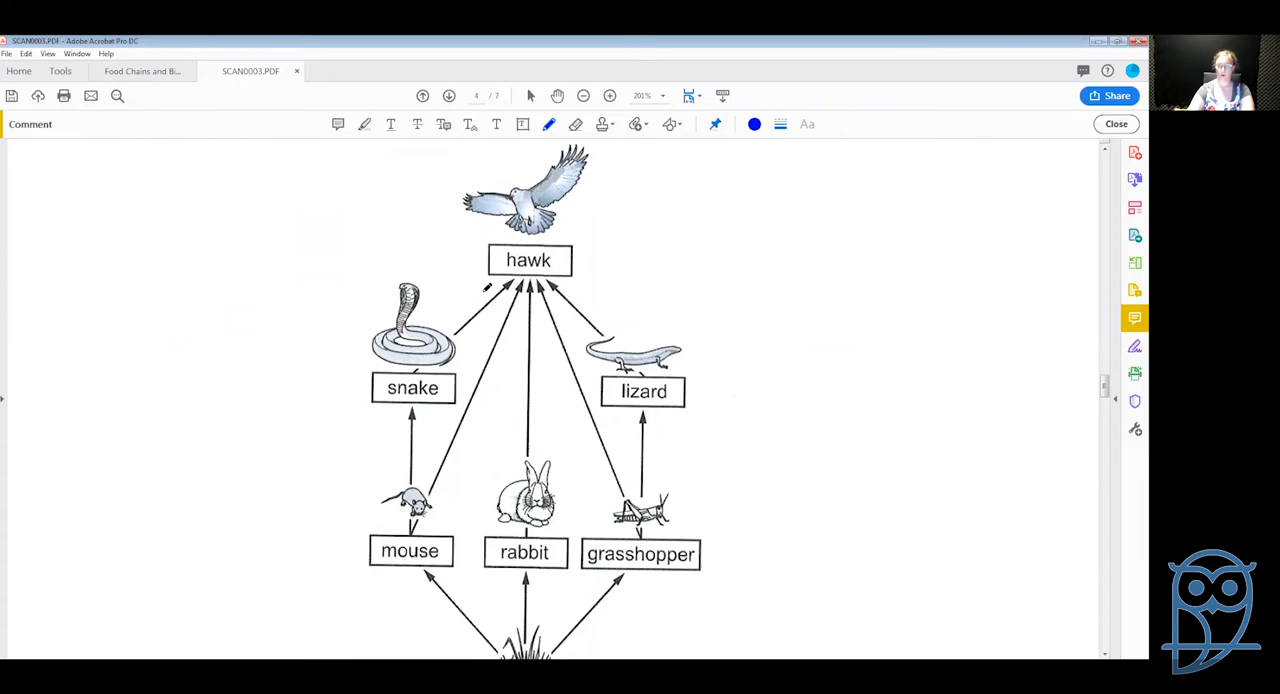 SCAN0003.PDF - Adobe Acrobat Pro DC
File Edit View Window Help
Home Tools Food Chains and Bi... SCAN0003.PDF ×
4 / 7 201% Share
Comment Aa Close
hawk
snake
lizard
mouse rabbit grasshopper